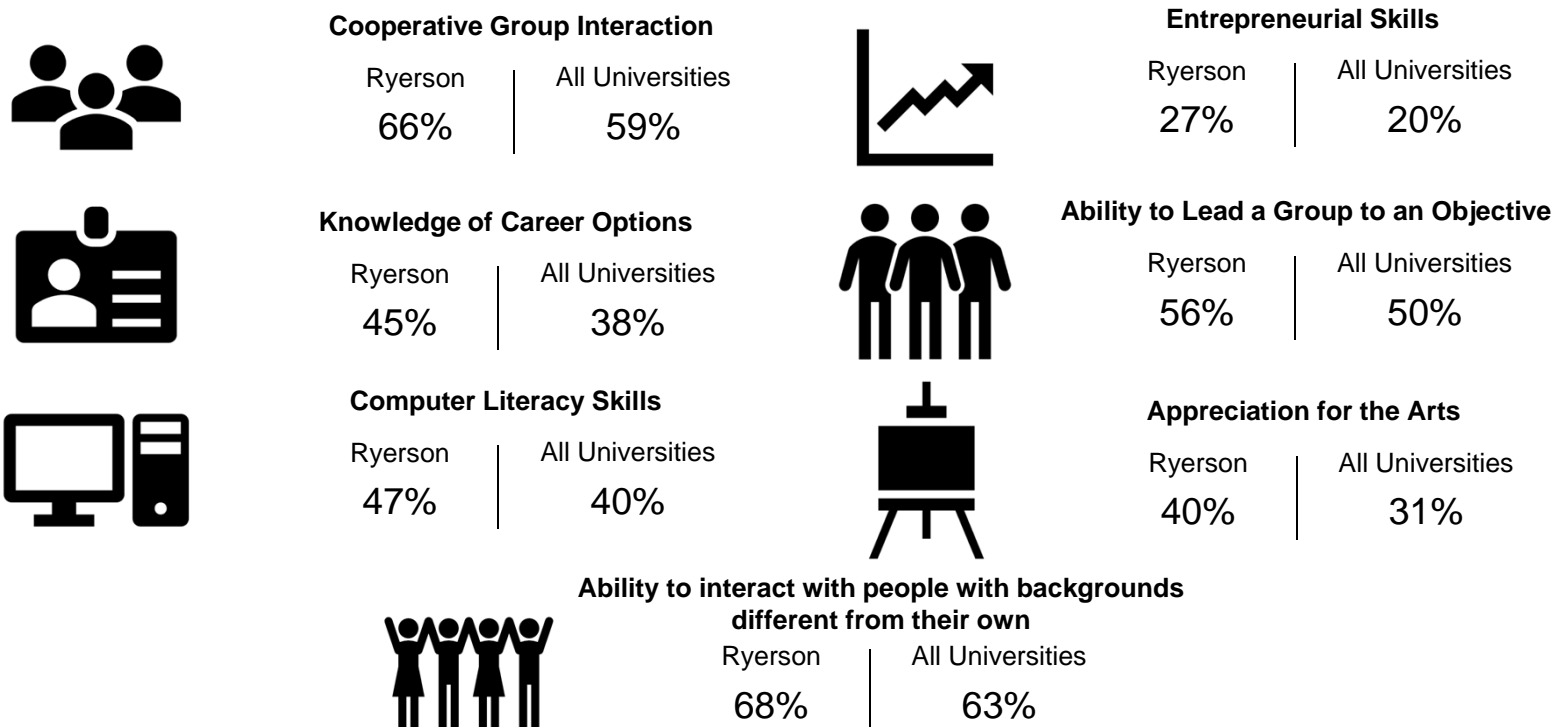 Cooperative Group Interaction
Ryerson All Universities
66% 59%
Entrepreneurial Skills
Ryerson All Universities
27% 20%
Knowledge of Career Options
Ryerson All Universities
45% 38%
Ability to Lead a Group to an Objective
Ryerson All Universities
56% 50%
Computer Literacy Skills
Ryerson All Universities
47% 40%
Appreciation for the Arts
Ryerson All Universities
40% 31%
Ability to interact with people with backgrounds
different from their own
Ryerson All Universities
68% 63%